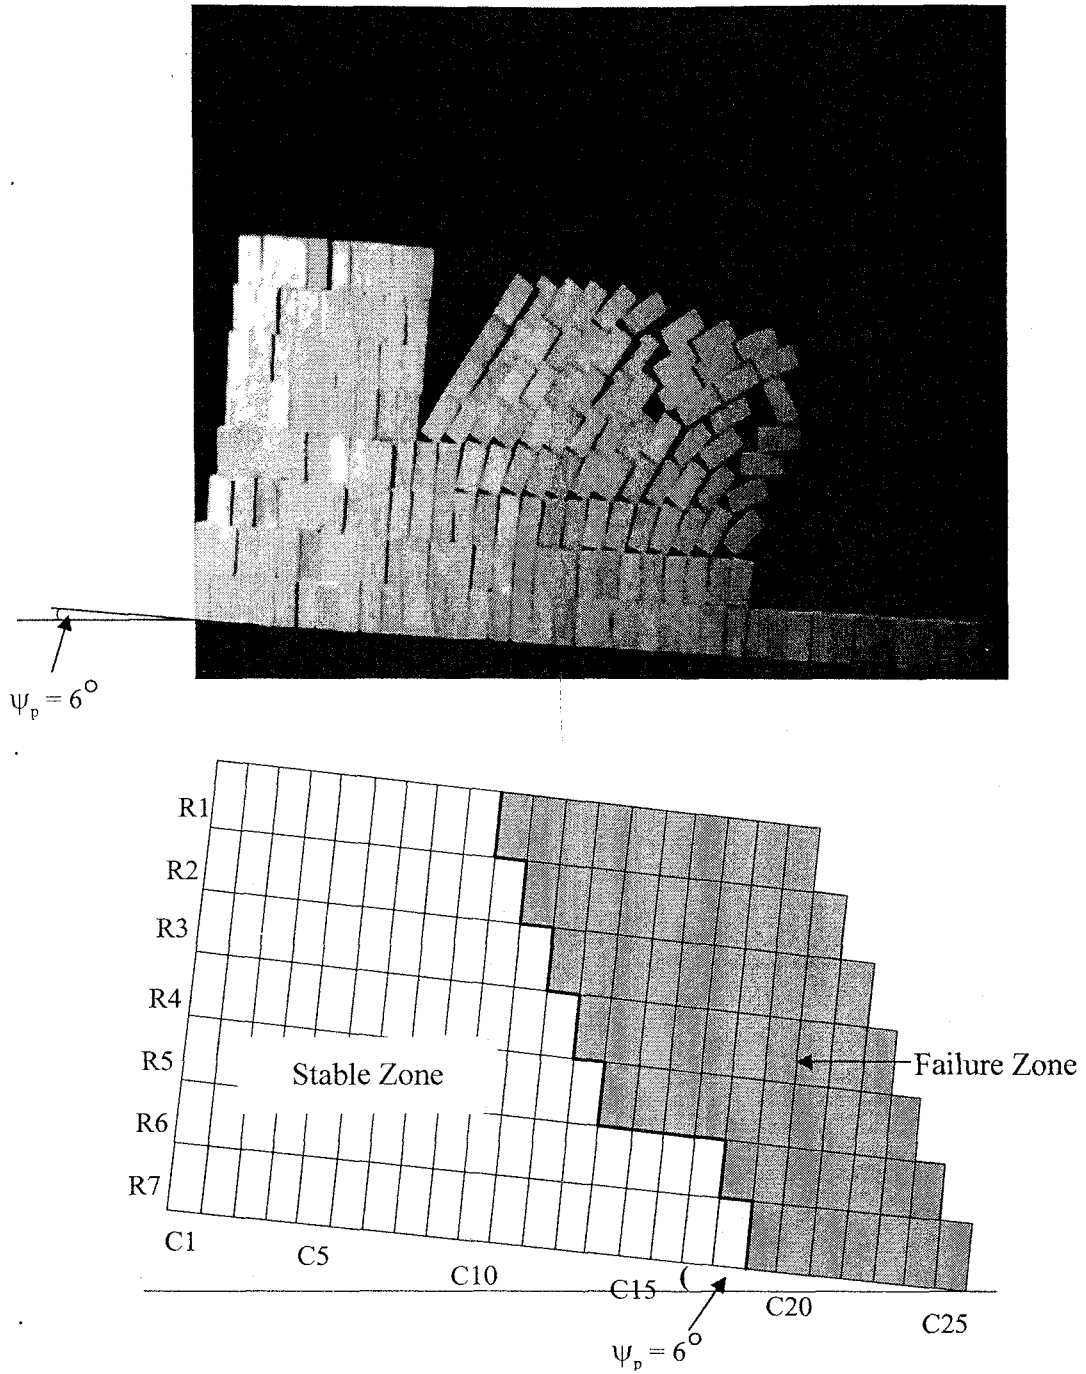 ψp = 6°
R1
R2
R3
R4
R5
R6
R7
Stable Zone
Failure Zone
C1
C5
C10
C15
C20
C25
ψp = 6°